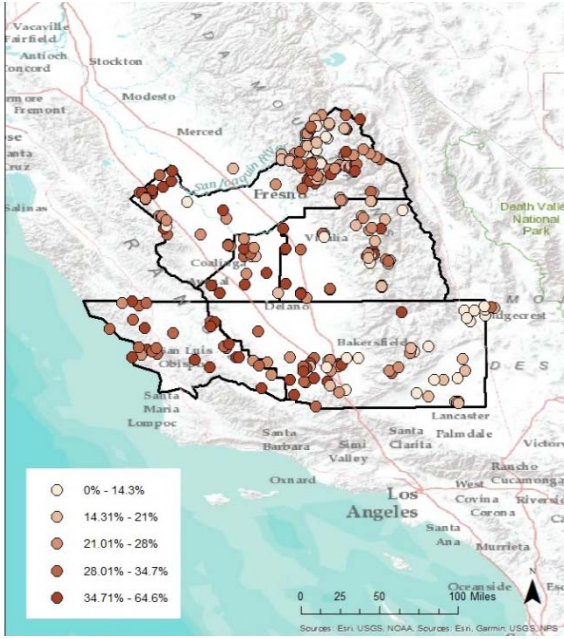 Vacaville
Fairfield
Antioch
Concord
Stockton
Modesto
Fremont
Merced
San Joaquin Riv
Fresno
Salinas
Death Valley
National
Park
Coalinga
Delano
Ridgecrest
Bakersfield
San Luis
Obispo
Santa
Maria
Lompoc
Lancaster
Palmdale
Santa
Barbara
Simi
Valley
Santa
Clarita
Victor
Oxnard
Los
Angeles
West
Covina
Rancho
Cucamonga
Riversi
Corona
Santa
Ana
Murrieta
Oceanside
Es
N
0% - 14.3%
14.31% - 21%
21.01% - 28%
28.01% - 34.7%
34.71% - 64.6%
0 25 50 100 Miles
Sources: Esri, USGS, NOAA, Sources: Esri, Garmin, USGS, NPS